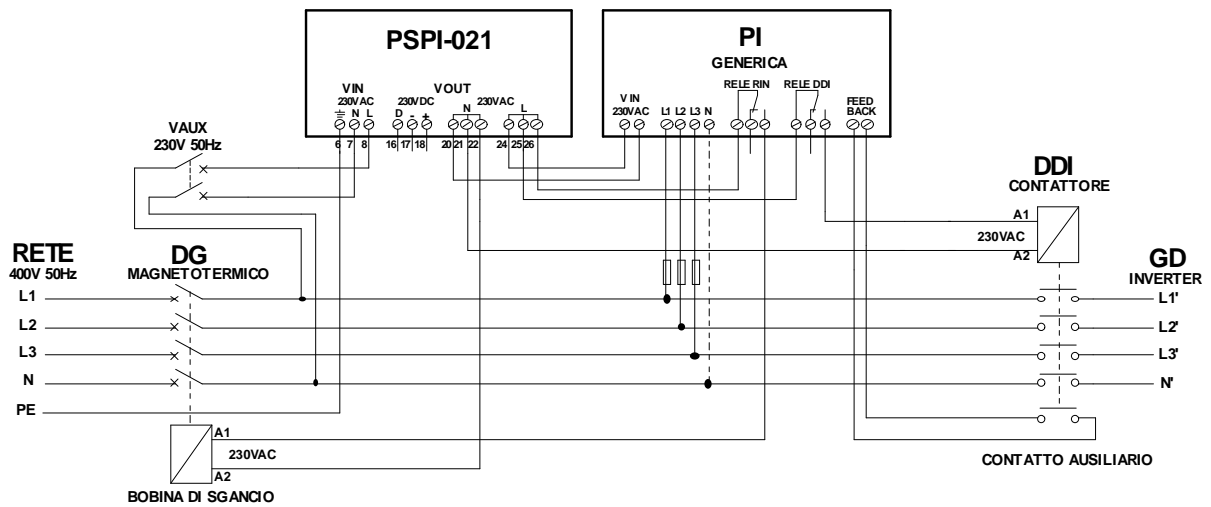 PSPI-021
PI
GENERICA
RELE RIN
RELE DDI
V IN
230VAC
VOUT
230VDC
230VAC
V IN
230VAC
FEED
BACK
N L
D - +
N
L
L1 L2 L3 N
6 7 8 16 17 18 20 21 22 24 25 26
VAUX
230V 50Hz
DDI
CONTATTORE
A1
230VAC
A2
RETE
400V 50Hz
DG
MAGNETOTERMICO
GD
INVERTER
L1 L1'
L2 L2'
L3 L3'
N N'
PE
A1
230VAC
A2
BOBINA DI SGANCIO
CONTATTO AUSILIARIO